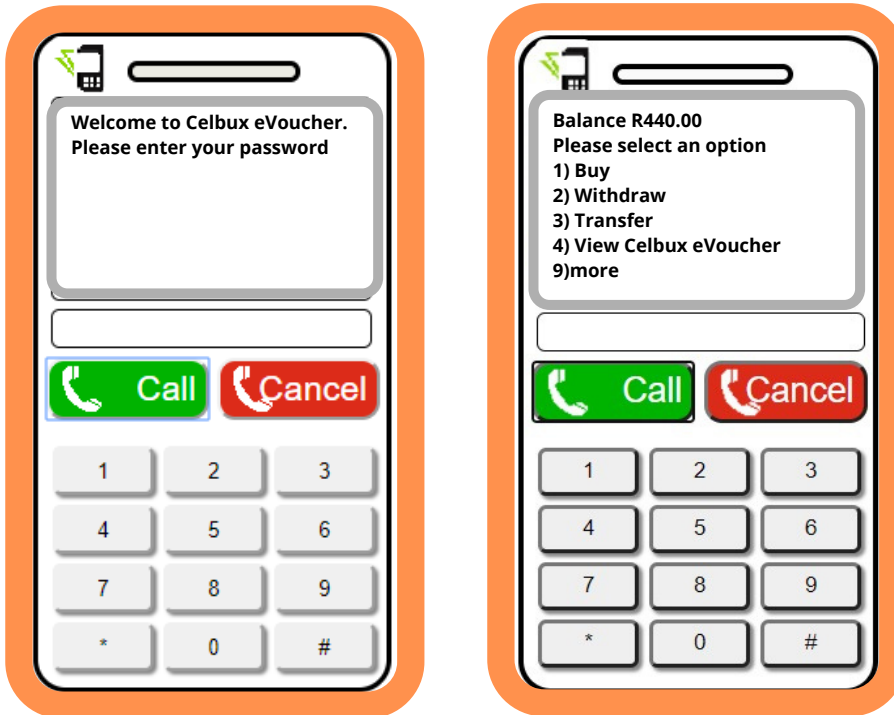 Welcome to Celbux eVoucher.
Please enter your password
Call Cancel
1 2 3
4 5 6
7 8 9
* 0 #
Balance R440.00
Please select an option
1) Buy
2) Withdraw
3) Transfer
4) View Celbux eVoucher
9)more
Call Cancel
1 2 3
4 5 6
7 8 9
* 0 #